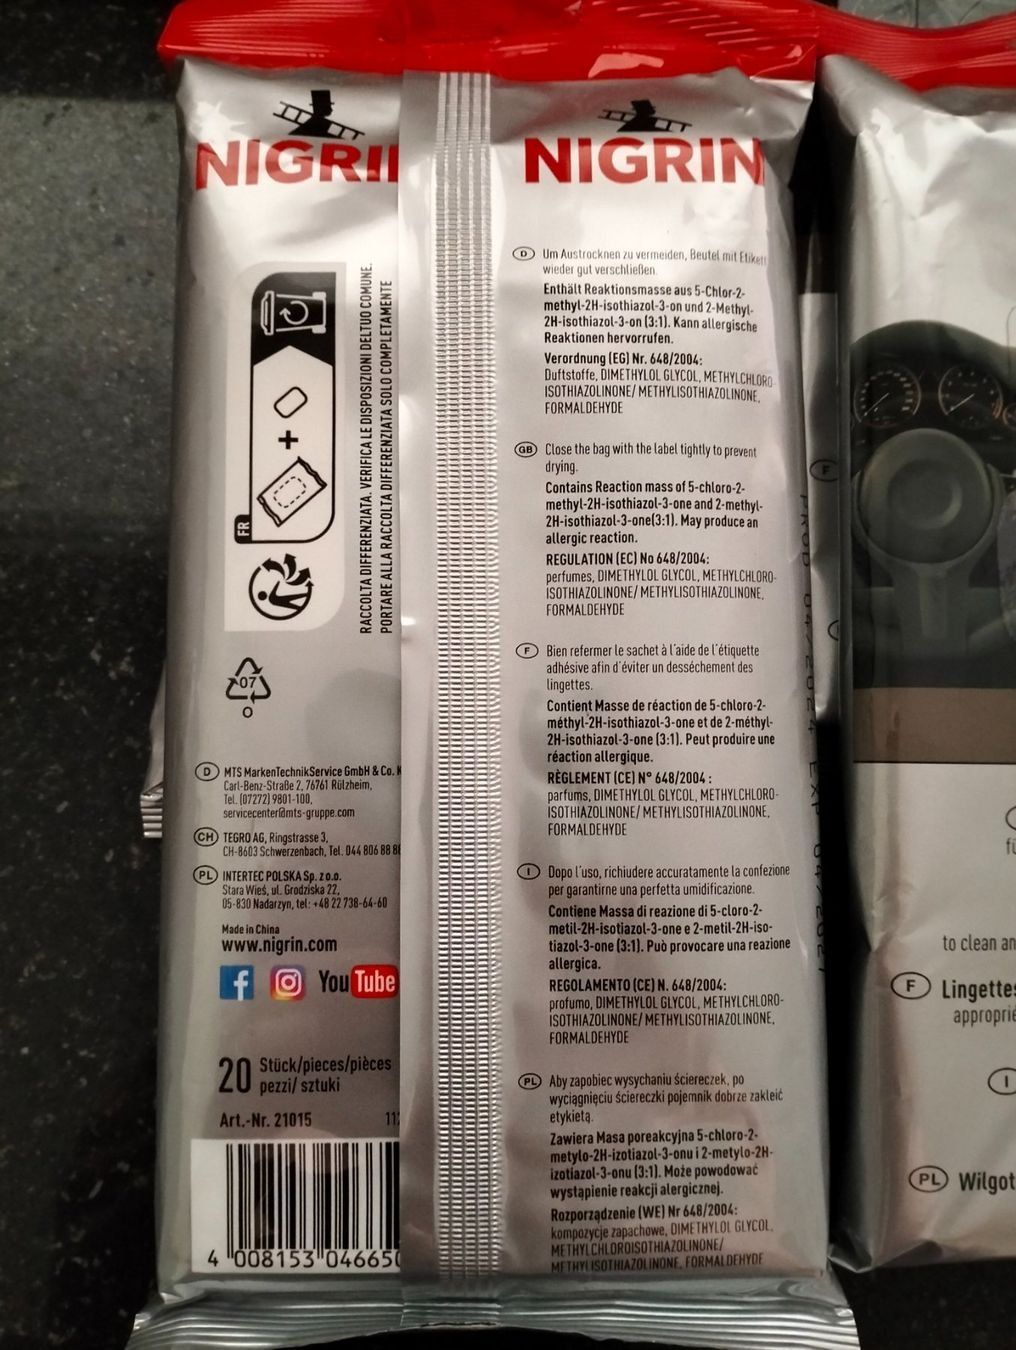 NIGRI
NIGRIN
RACCOLTA DIFFERENZIATA. VERIFICA LE DISPOSIZIONI DEL TUO COMUNE.
PORTARE ALLA RACCOLTA DIFFERENZIATA SOLO COMPLETAMENTE
FR
07
O
D MTS MarkenTechnikService GmbH & Co. K
Carl-Benz-Straße 2, 76761 Rülzheim,
Tel. (07272) 9801-100,
servicecenter@mts-gruppe.com
CH TEGRO AG, Ringstrasse 3,
CH-8603 Schwerzenbach, Tel. 044 806 88 88
PL INTERTEC POLSKA Sp. z o.o.
Stara Wieś, ul. Grodziska 22,
05-830 Nadarzyn, tel: +48 22 738-64-60
Made in China
www.nigrin.com
f YouTube
20 Stück/pieces/pièces
pezzi/ sztuki
Art.-Nr. 21015 11
4 008153 046650
D Um Austrocknen zu vermeiden, Beutel mit Etikett
wieder gut verschließen.
Enthält Reaktionsmasse aus 5-Chlor-2-
methyl-2H-isothiazol-3-on und 2-Methyl-
2H-isothiazol-3-on (3:1). Kann allergische
Reaktionen hervorrufen.
Verordnung (EG) Nr. 648/2004:
Duftstoffe, DIMETHYLOL GLYCOL, METHYLCHLORO-
ISOTHIAZOLINONE/ METHYLISOTHIAZOLINONE,
FORMALDEHYDE
GB Close the bag with the label tightly to prevent
drying.
Contains Reaction mass of 5-chloro-2-
methyl-2H-isothiazol-3-one and 2-methyl-
2H-isothiazol-3-one(3:1). May produce an
allergic reaction.
REGULATION (EC) No 648/2004:
perfumes, DIMETHYLOL GLYCOL, METHYLCHLORO-
ISOTHIAZOLINONE/ METHYLISOTHIAZOLINONE,
FORMALDEHYDE
F Bien refermer le sachet à l'aide de l'étiquette
adhésive afin d'éviter un desséchement des
lingettes.
Contient Masse de réaction de 5-chloro-2-
méthyl-2H-isothiazol-3-one et de 2-méthyl-
2H-isothiazol-3-one (3:1). Peut produire une
réaction allergique.
RÈGLEMENT (CE) N° 648/2004 :
parfums, DIMETHYLOL GLYCOL, METHYLCHLORO-
ISOTHIAZOLINONE/ METHYLISOTHIAZOLINONE,
FORMALDEHYDE
I Dopo l'uso, richiudere accuratamente la confezione
per garantirne una perfetta umidificazione.
Contiene Massa di reazione di 5-cloro-2-
metil-2H-isotiazol-3-one e 2-metil-2H-iso-
tiazol-3-one (3:1). Può provocare una reazione
allergica.
REGOLAMENTO (CE) N. 648/2004:
profumo, DIMETHYLOL GLYCOL, METHYLCHLORO-
ISOTHIAZOLINONE/ METHYLISOTHIAZOLINONE,
FORMALDEHYDE
PL Aby zapobiec wysychaniu ściereczek, po
wyciągnięciu ściereczki pojemnik dobrze zakleić
etykietą.
Zawiera Masa poreakcyjna 5-chloro-2-
metylo-2H-izotiazol-3-onu i 2-metylo-2H-
izotiazol-3-onu (3:1). Może powodować
wystąpienie reakcji alergicznej.
Rozporządzenie (WE) Nr 648/2004:
kompozycje zapachowe, DIMETHYLOL GLYCOL,
METHYLCHLOROISOTHIAZOLINONE/
METHYLISOTHIAZOLINONE, FORMALDEHYDE
F
PROD 04/2024 EXP 04/2027
to clean an
F Lingettes
approprié
I
PL Wilgot